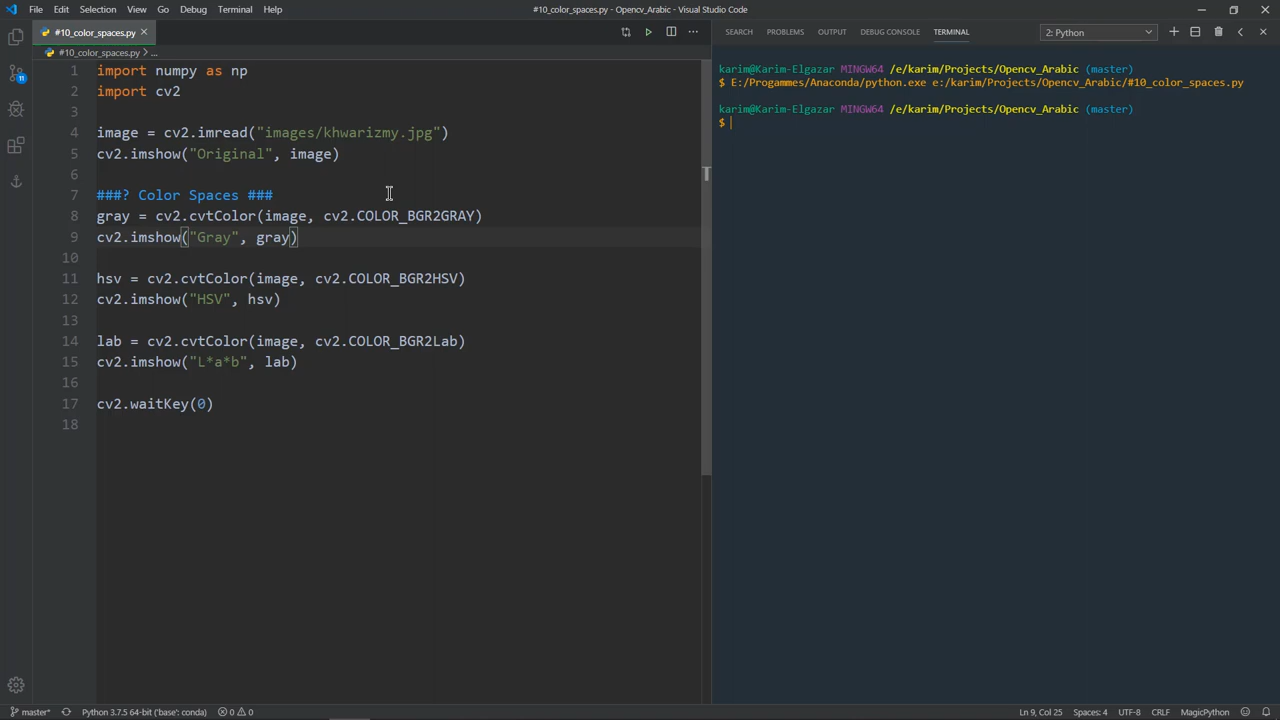 File Edit Selection View Go Debug Terminal Help
#10_color_spaces.py - Opencv_Arabic - Visual Studio Code
#10_color_spaces.py
#10_color_spaces.py > ...
1 import numpy as np
2 import cv2
3
4 image = cv2.imread("images/khwarizmy.jpg")
5 cv2.imshow("Original", image)
6
7 ###? Color Spaces ###
8 gray = cv2.cvtColor(image, cv2.COLOR_BGR2GRAY)
9 cv2.imshow("Gray", gray)
10
11 hsv = cv2.cvtColor(image, cv2.COLOR_BGR2HSV)
12 cv2.imshow("HSV", hsv)
13
14 lab = cv2.cvtColor(image, cv2.COLOR_BGR2Lab)
15 cv2.imshow("L*a*b", lab)
16
17 cv2.waitKey(0)
18
11
SEARCH PROBLEMS OUTPUT DEBUG CONSOLE TERMINAL 2: Python
karim@Karim-Elgazar MINGW64 /e/karim/Projects/Opencv_Arabic (master)
$ E:/Progammes/Anaconda/python.exe e:/karim/Projects/Opencv_Arabic/#10_color_spaces.py
karim@Karim-Elgazar MINGW64 /e/karim/Projects/Opencv_Arabic (master)
$
master* Python 3.7.5 64-bit ('base': conda) 0 0 Ln 9, Col 25 Spaces: 4 UTF-8 CRLF MagicPython